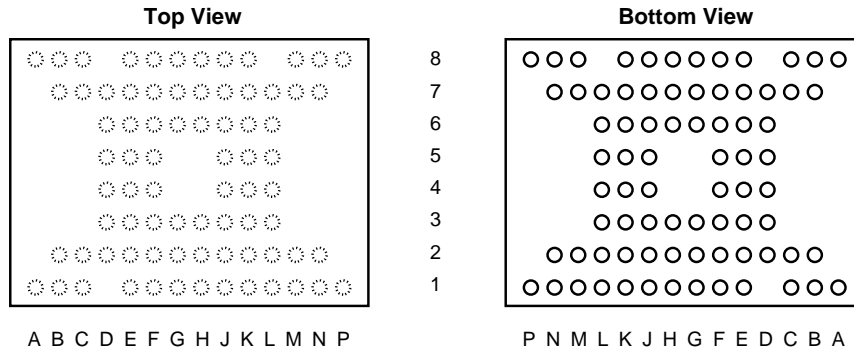 Top View
Bottom View
8
7
6
5
4
3
2
1
A B C D E F G H J K L M N P
P N M L K J H G F E D C B A